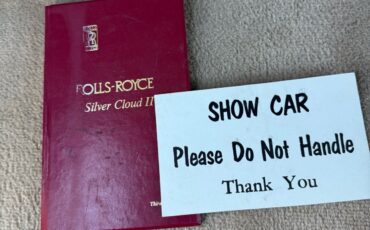 ROLLS-ROYCE
Silver Cloud II
SHOW CAR
Please Do Not Handle
Thank You